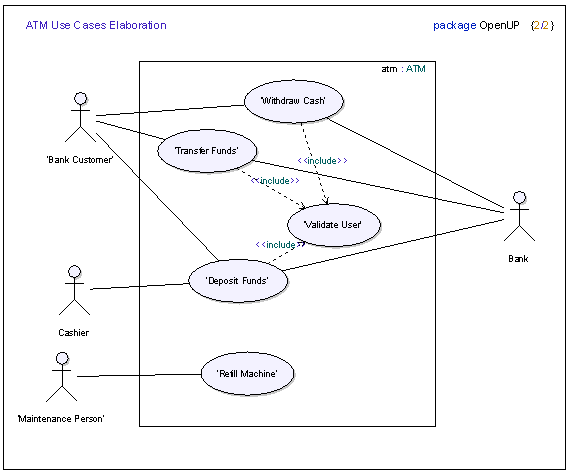 ATM Use Cases Elaboration
package OpenUP {2/2}
atm : ATM
'Withdraw Cash'
'Bank Customer'
'Transfer Funds'
<<include>>
<<include>>
'Validate User'
<<include>>
Bank
'Deposit Funds'
Cashier
'Refill Machine'
'Maintenance Person'